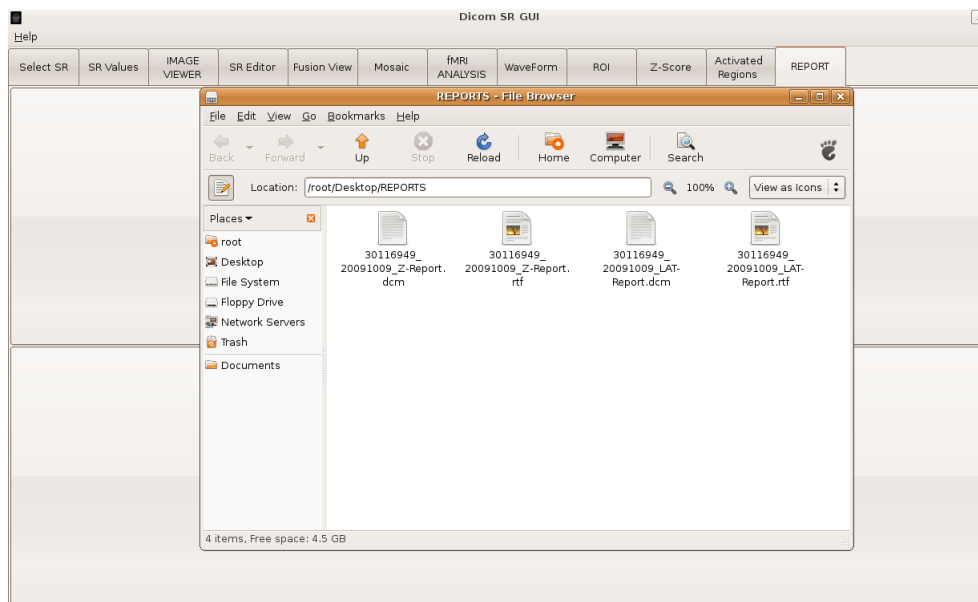 Dicom SR GUI
Help
Select SR
SR Values
IMAGE
VIEWER
SR Editor
Fusion View
Mosaic
fMRI
ANALYSIS
WaveForm
ROI
Z-Score
Activated
Regions
REPORT
REPORTS - File Browser
File Edit View Go Bookmarks Help
Back Forward Up Stop Reload Home Computer Search
Location: /root/Desktop/REPORTS 100% View as Icons
Places
root
Desktop
File System
Floppy Drive
Network Servers
Trash
Documents
30116949_
20091009_Z-Report.
dcm
30116949_
20091009_Z-Report.
rtf
30116949_
20091009_LAT-
Report.dcm
30116949_
20091009_LAT-
Report.rtf
4 items, Free space: 4.5 GB